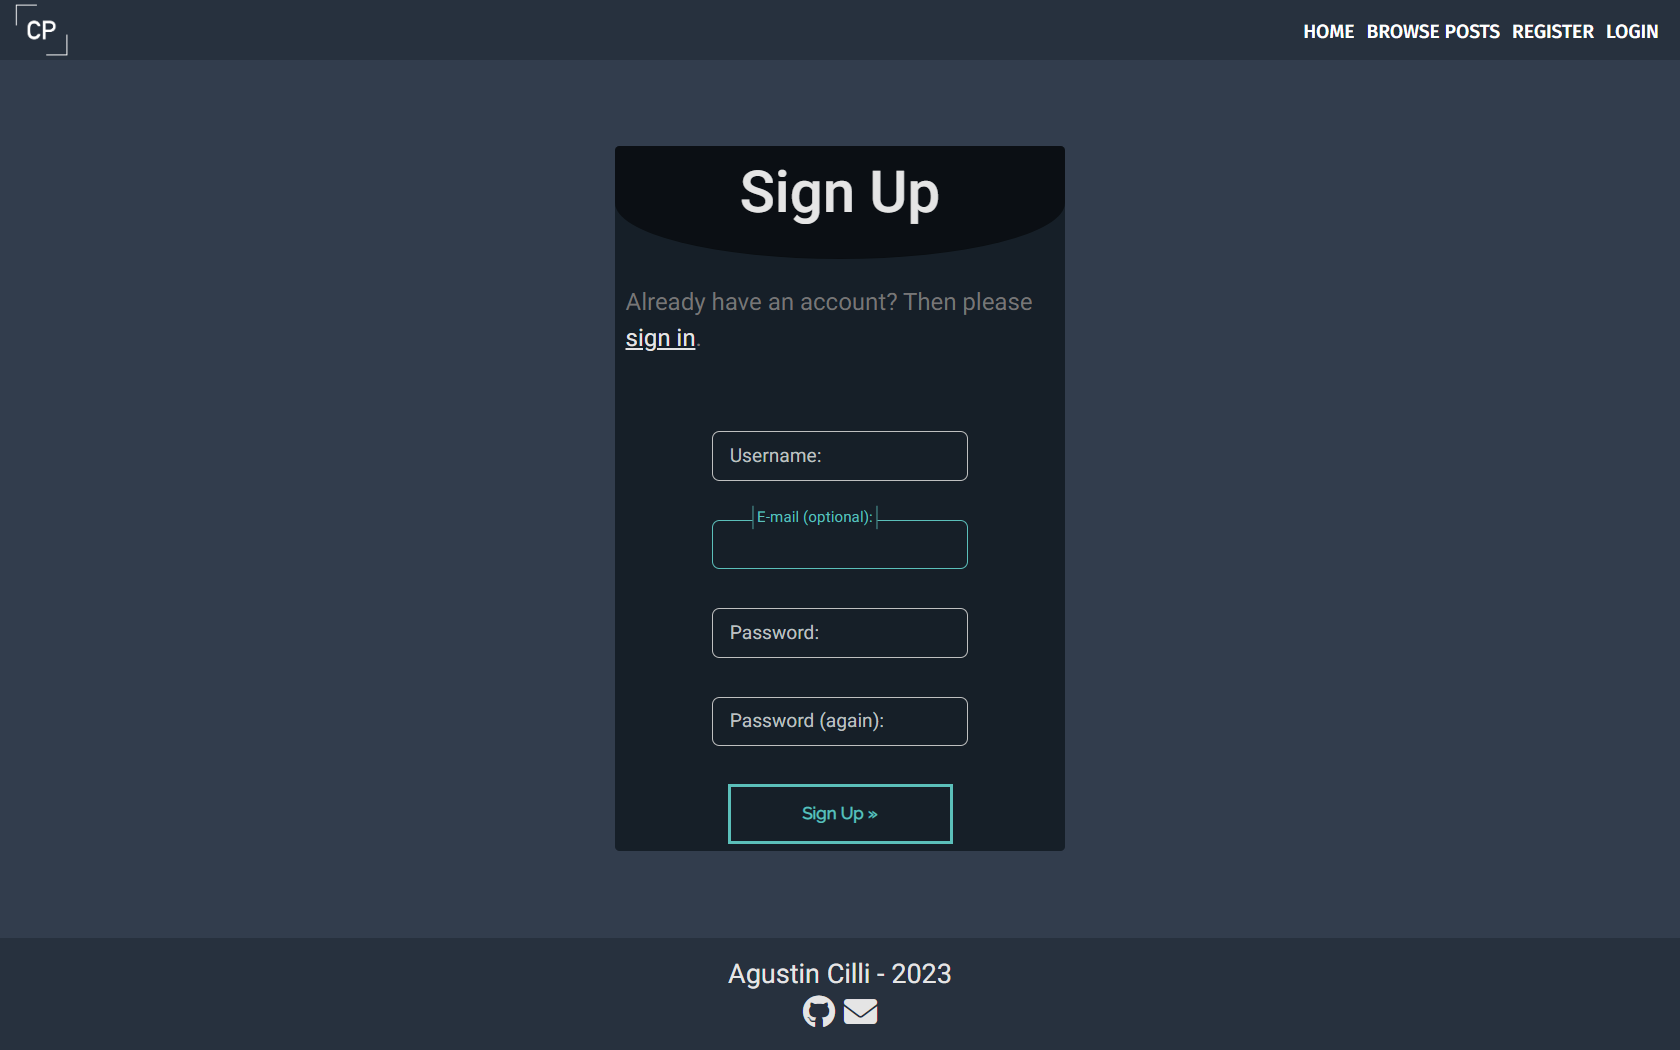 CP
HOME BROWSE POSTS REGISTER LOGIN
Sign Up
Already have an account? Then please
sign in.
Username:
E-mail (optional):
Password:
Password (again):
Sign Up »
Agustin Cilli - 2023